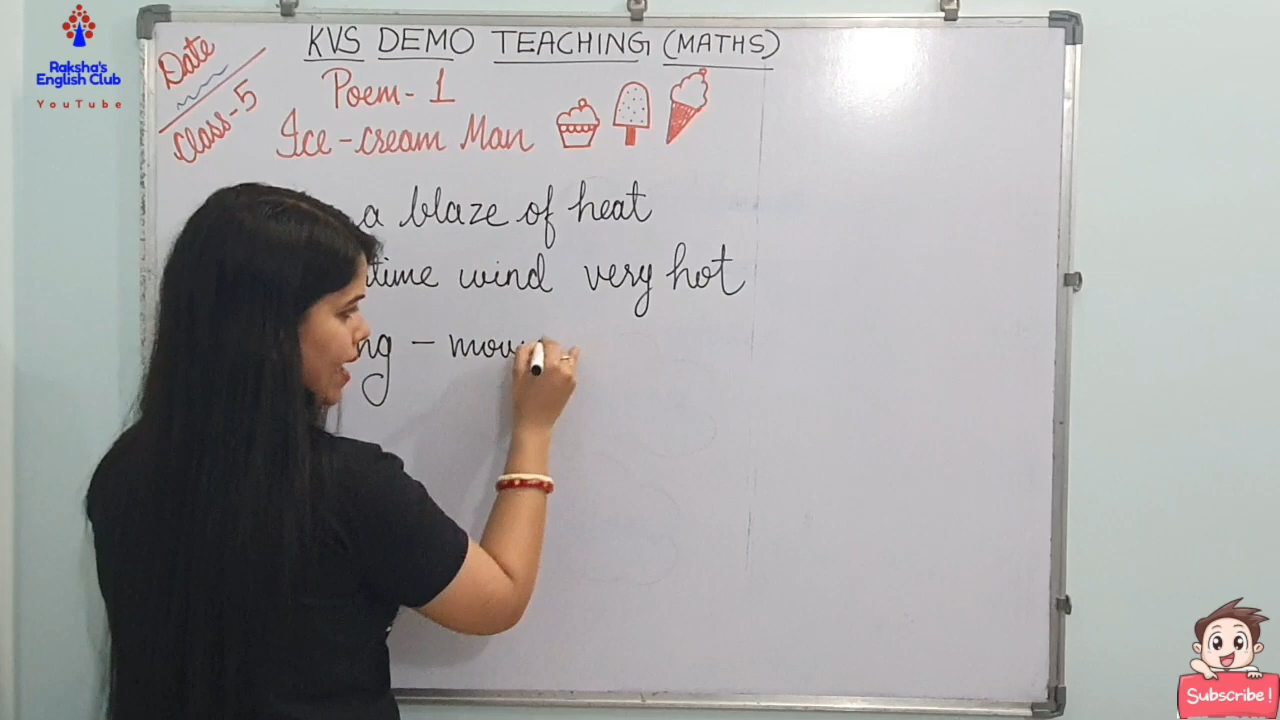 Raksha's
English Club
YouTube
Date
Class-5
KVS DEMO TEACHING (MATHS)
Poem-1
Ice-cream Man
a blaze of heat
time wind very hot
ng - mov
Subscribe!